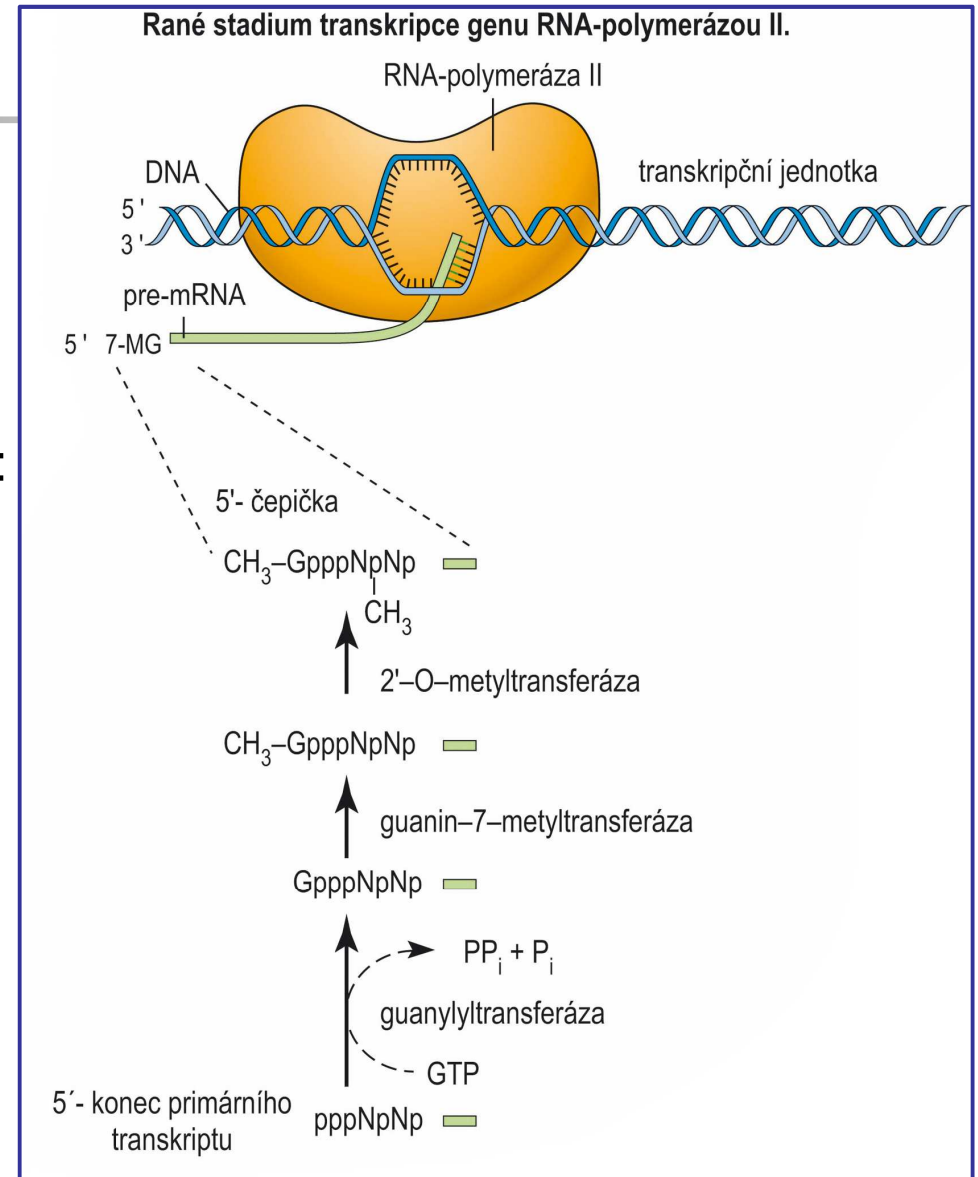 Rané stadium transkripce genu RNA-polymerázou II.
RNA-polymeráza II
DNA
transkripční jednotka
5'
3'
pre-mRNA
5' 7-MG
:
5'- čepička
CH₃–GpppNpNp
CH₃
2'–O–metyltransferáza
CH₃–GpppNpNp
guanin–7–metyltransferáza
GpppNpNp
PPᵢ + Pᵢ
guanylyltransferáza
GTP
5´- konec primárního
transkriptu
pppNpNp